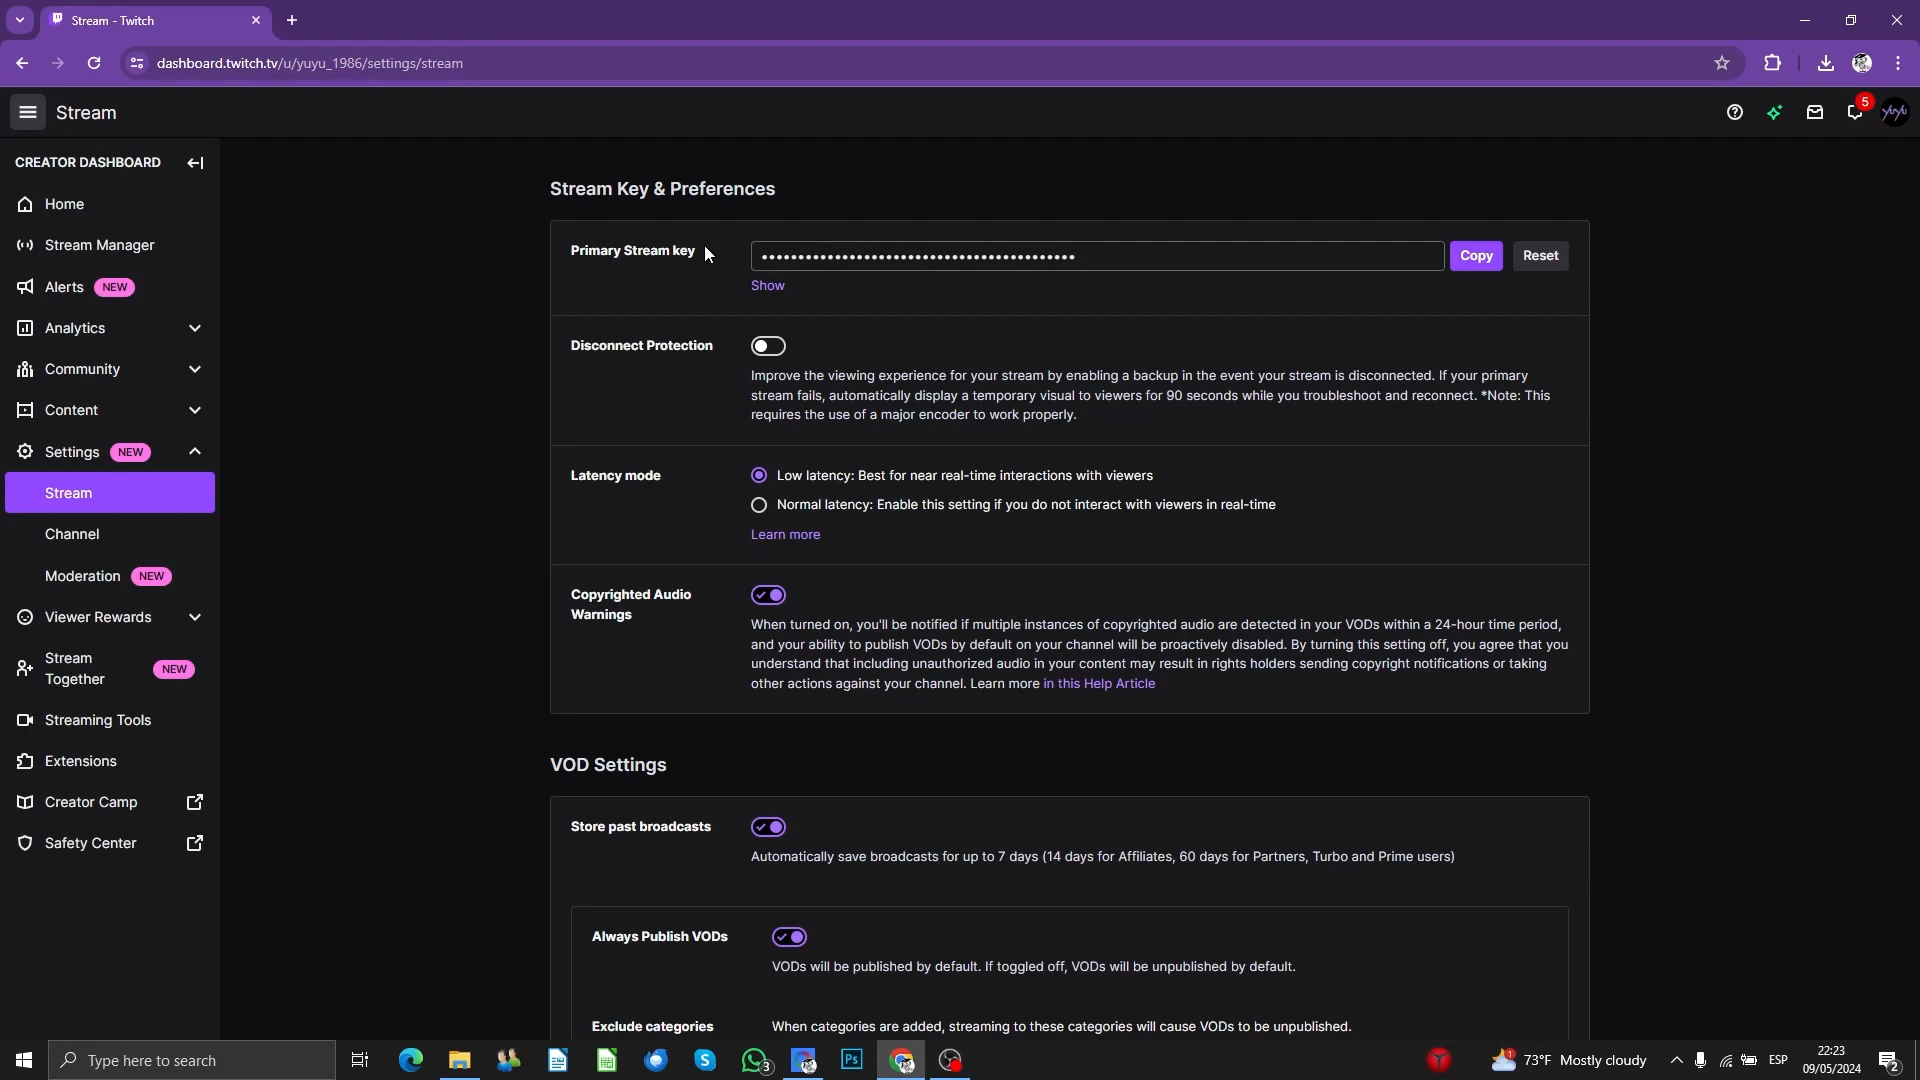 Stream - Twitch
dashboard.twitch.tv/u/yuyu_1986/settings/stream
Stream
5
yuyu
CREATOR DASHBOARD
Home
Stream Manager
Alerts NEW
Analytics
Community
Content
Settings NEW
Stream
Channel
Moderation NEW
Viewer Rewards
Stream
Together NEW
Streaming Tools
Extensions
Creator Camp
Safety Center
Stream Key & Preferences
Primary Stream key
Copy
Reset
Show
Disconnect Protection
Improve the viewing experience for your stream by enabling a backup in the event your stream is disconnected. If your primary
stream fails, automatically display a temporary visual to viewers for 90 seconds while you troubleshoot and reconnect. *Note: This
requires the use of a major encoder to work properly.
Latency mode
Low latency: Best for near real-time interactions with viewers
Normal latency: Enable this setting if you do not interact with viewers in real-time
Learn more
Copyrighted Audio
Warnings
When turned on, you'll be notified if multiple instances of copyrighted audio are detected in your VODs within a 24-hour time period,
and your ability to publish VODs by default on your channel will be proactively disabled. By turning this setting off, you agree that you
understand that including unauthorized audio in your content may result in rights holders sending copyright notifications or taking
other actions against your channel. Learn more in this Help Article
VOD Settings
Store past broadcasts
Automatically save broadcasts for up to 7 days (14 days for Affiliates, 60 days for Partners, Turbo and Prime users)
Always Publish VODs
VODs will be published by default. If toggled off, VODs will be unpublished by default.
Exclude categories
When categories are added, streaming to these categories will cause VODs to be unpublished.
Type here to search
3
Ps
1
73°F Mostly cloudy
ESP
22:23
09/05/2024
2